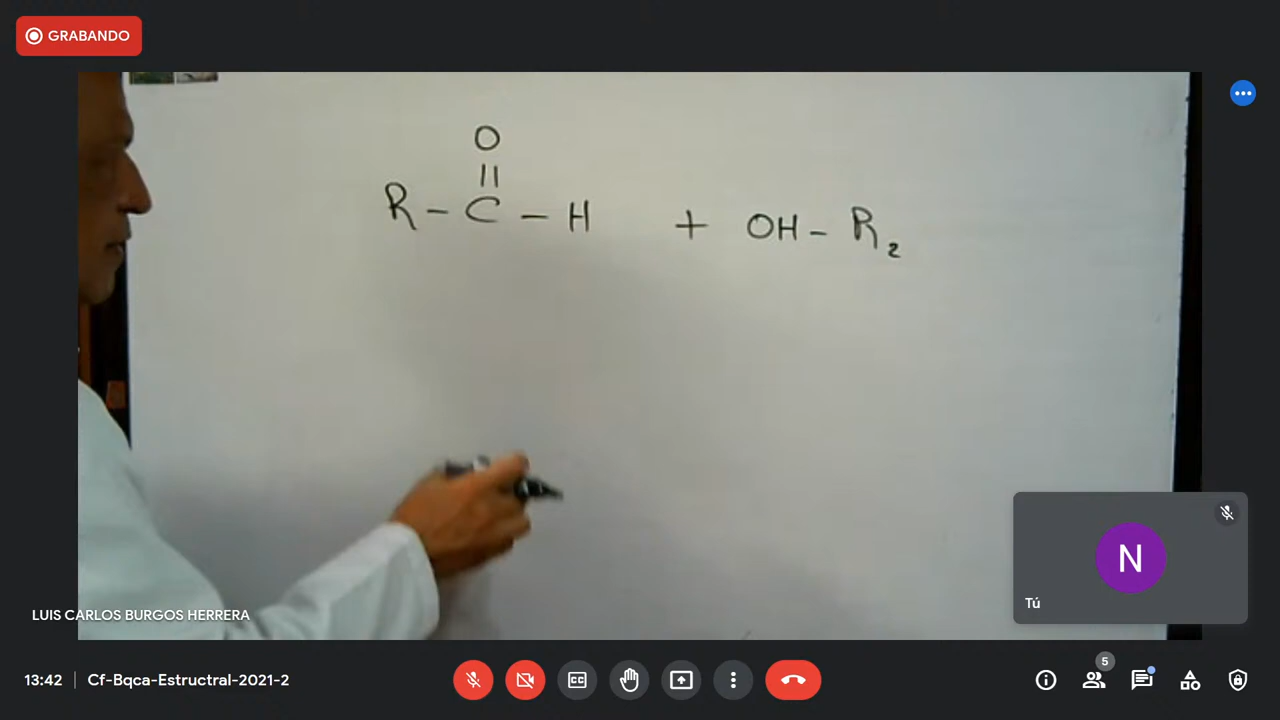 GRABANDO
O
||
R - C - H + OH - R2
N
Tú
LUIS CARLOS BURGOS HERRERA
13:42 | Cf-Bqca-Estructral-2021-2
5